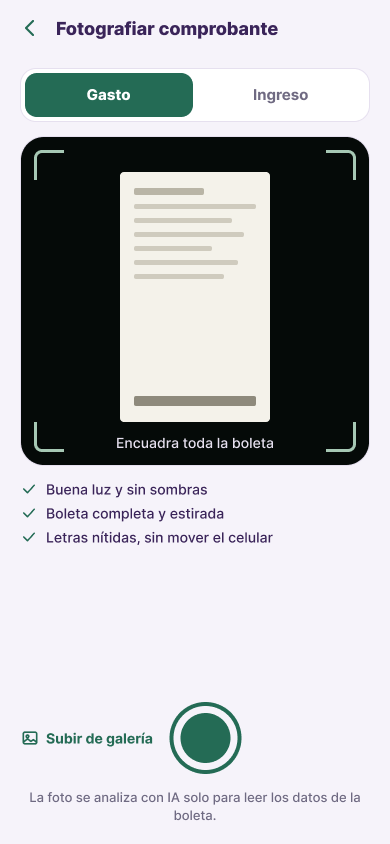 Fotografiar comprobante
Gasto
Ingreso
Encuadra toda la boleta
Buena luz y sin sombras
Boleta completa y estirada
Letras nítidas, sin mover el celular
Subir de galería
La foto se analiza con IA solo para leer los datos de la
boleta.